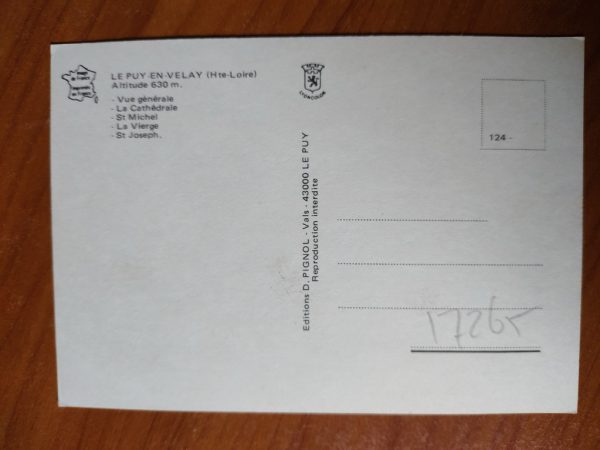 LE PUY-EN-VELAY (Hte-Loire)
Altitude 630 m.
- Vue générale
- La Cathédrale
- St Michel
- La Vierge
- St Joseph.
LYONCOLOR
Editions D. PIGNOL - Vals - 43000 LE PUY
Reproduction interdite
124